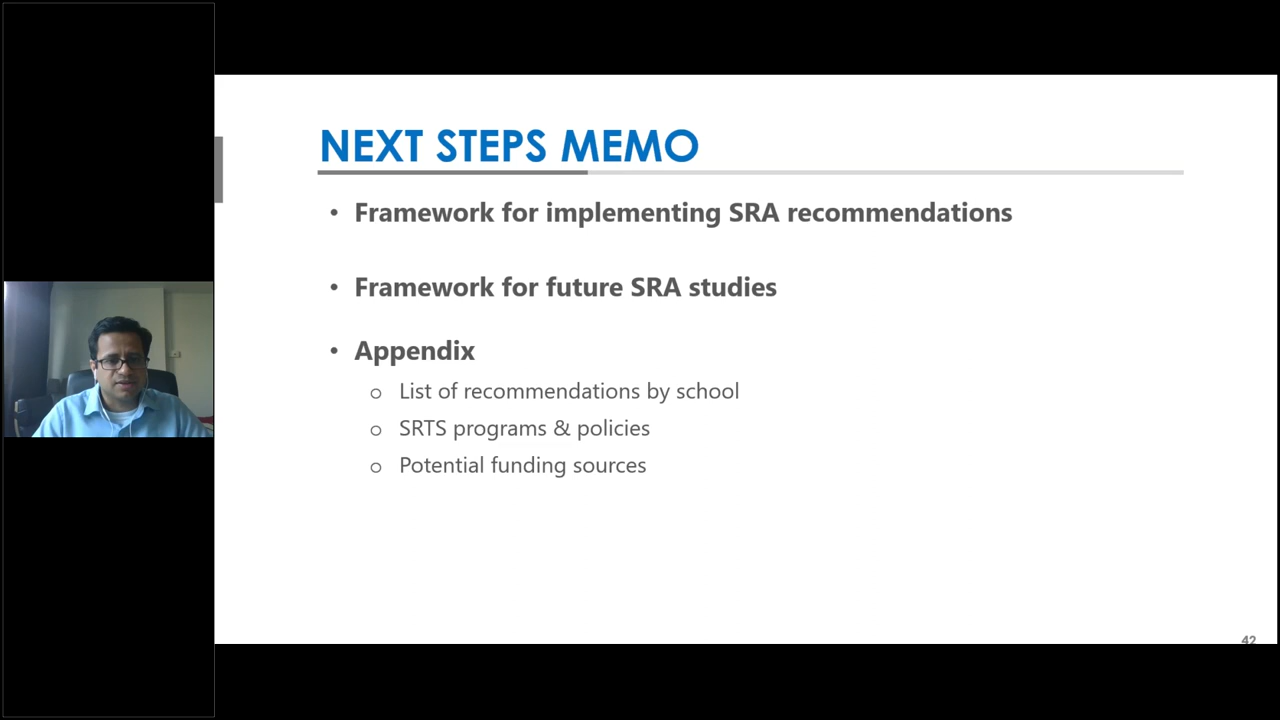 NEXT STEPS MEMO
• Framework for implementing SRA recommendations
• Framework for future SRA studies
• Appendix
o List of recommendations by school
o SRTS programs & policies
o Potential funding sources
42